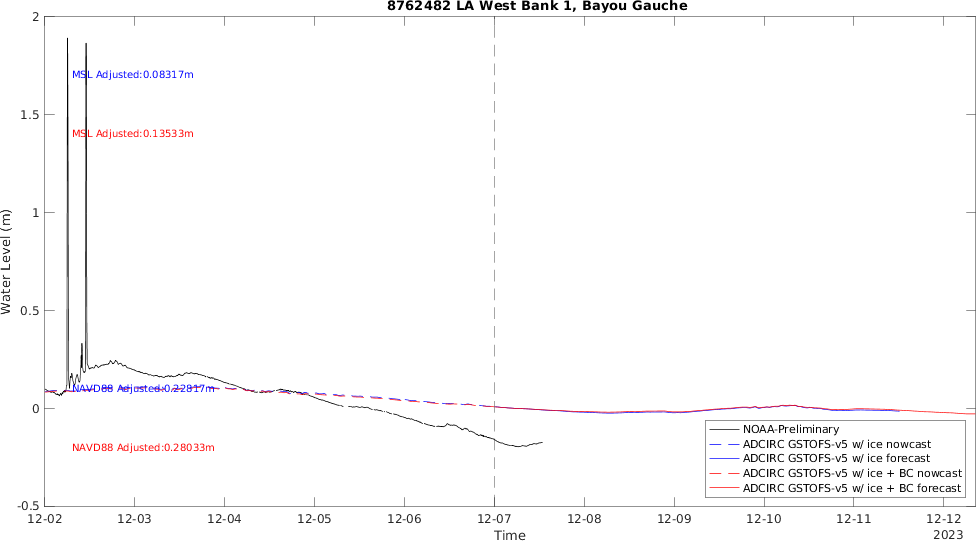 8762482 LA West Bank 1, Bayou Gauche
2
1.5
1
0.5
0
-0.5
Water Level (m)
MSL Adjusted:0.08317m
MSL Adjusted:0.13533m
NAVD88 Adjusted:0.22817m
NAVD88 Adjusted:0.28033m
NOAA-Preliminary
ADCIRC GSTOFS-v5 w/ ice nowcast
ADCIRC GSTOFS-v5 w/ ice forecast
ADCIRC GSTOFS-v5 w/ ice + BC nowcast
ADCIRC GSTOFS-v5 w/ ice + BC forecast
12-02 12-03 12-04 12-05 12-06 12-07 12-08 12-09 12-10 12-11 12-12
Time
2023